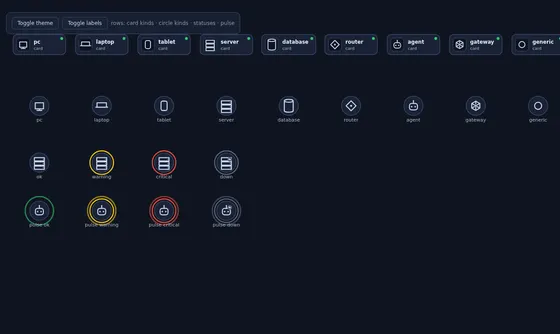 Toggle theme Toggle labels rows: card kinds · circle kinds · statuses · pulse
pc laptop tablet server database router agent gateway generic
card card card card card card card card card
pc laptop tablet server database router agent gateway generic
ok warning critical down
pulse ok pulse warning pulse critical pulse down